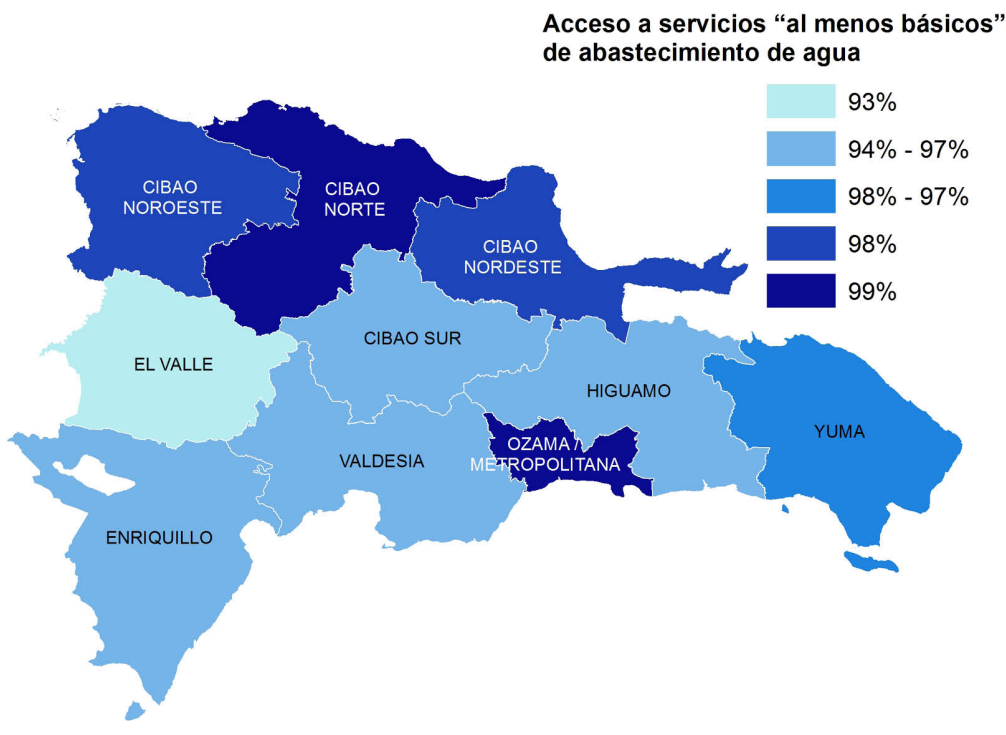 Acceso a servicios “al menos básicos”
de abastecimiento de agua
93%
94% - 97%
98% - 97%
98%
99%
CIBAO
NOROESTE
CIBAO
NORTE
CIBAO
NORDESTE
CIBAO SUR
EL VALLE
HIGUAMO
YUMA
OZAMA /
METROPOLITANA
VALDESIA
ENRIQUILLO